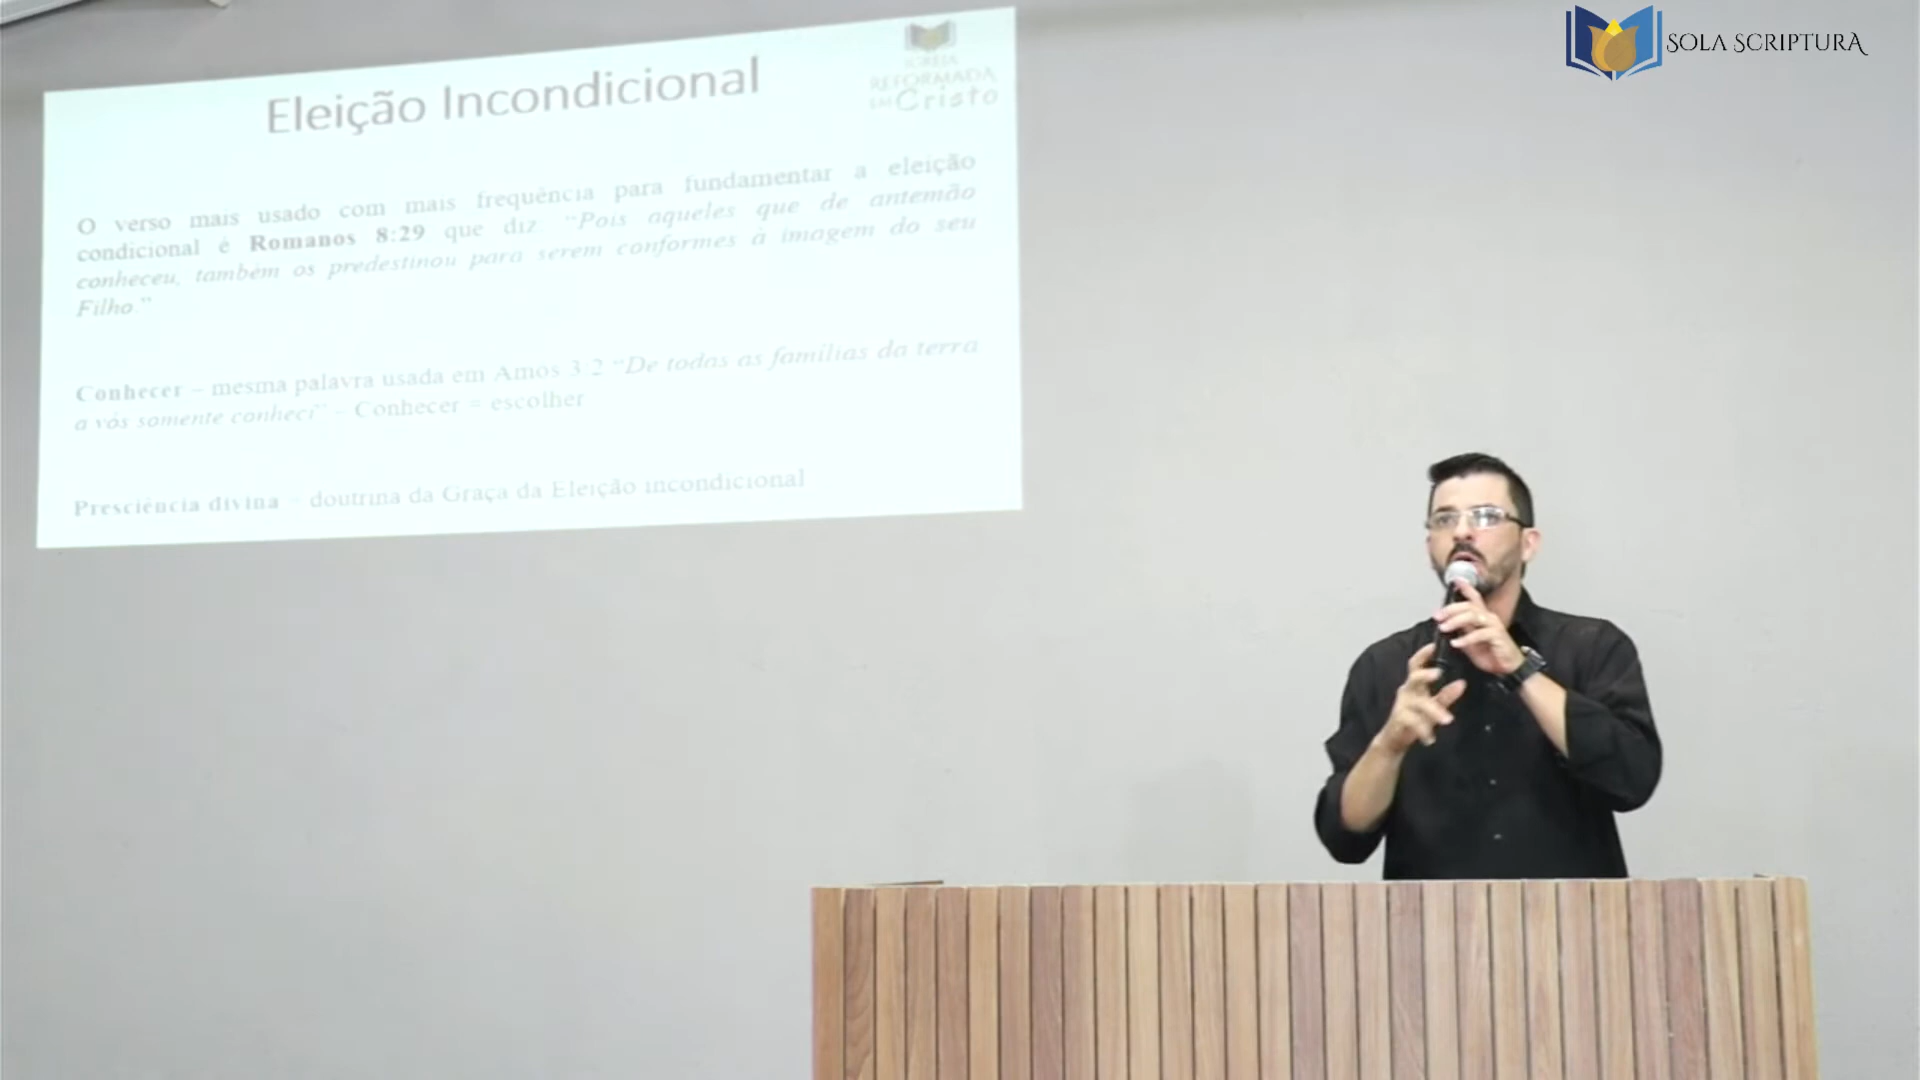 SOLA SCRIPTURA
IGREJA
REFORMADA
EM Cristo
Eleição Incondicional
O verso mais usado com mais frequência para fundamentar a eleição
condicional é Romanos 8:29 que diz “Pois aqueles que de antemão
conheceu, também os predestinou para serem conformes à imagem do seu
Filho.”
Conhecer – mesma palavra usada em Amos 3:2 “De todas as famílias da terra
a vós somente conheci” - Conhecer = escolher
Presciência divina – doutrina da Graça da Eleição incondicional